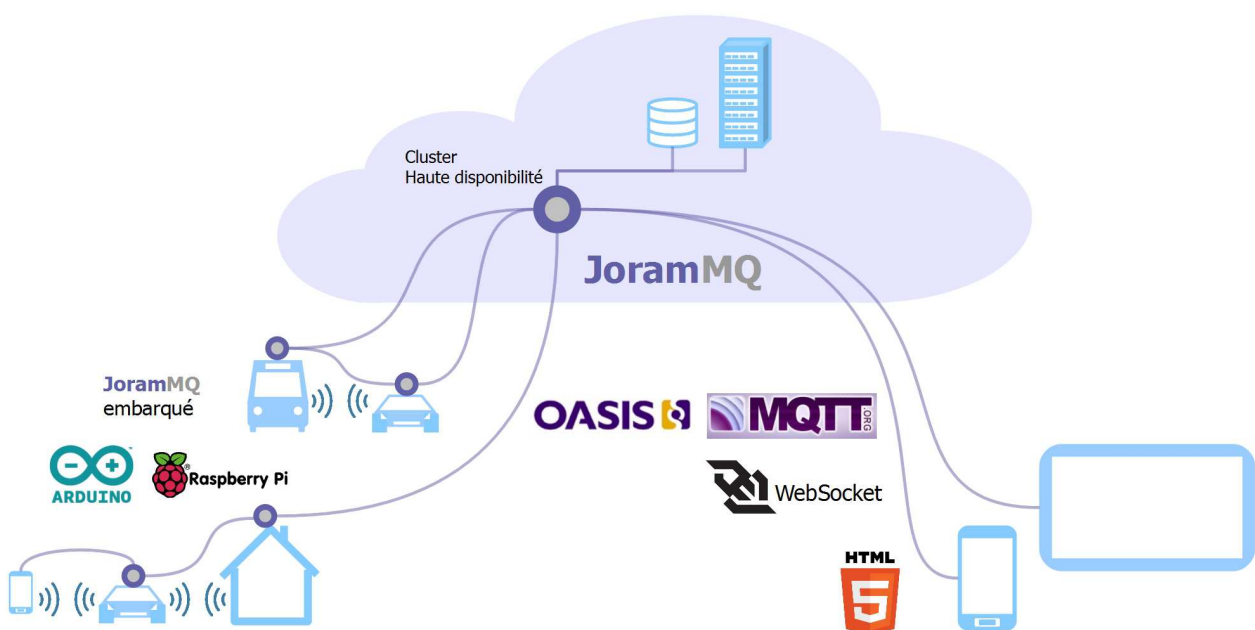 Cluster
Haute disponibilité
JoramMQ
JoramMQ
embarqué
OASIS
MQTT.ORG
ARDUINO
Raspberry Pi
WebSocket
HTML
5